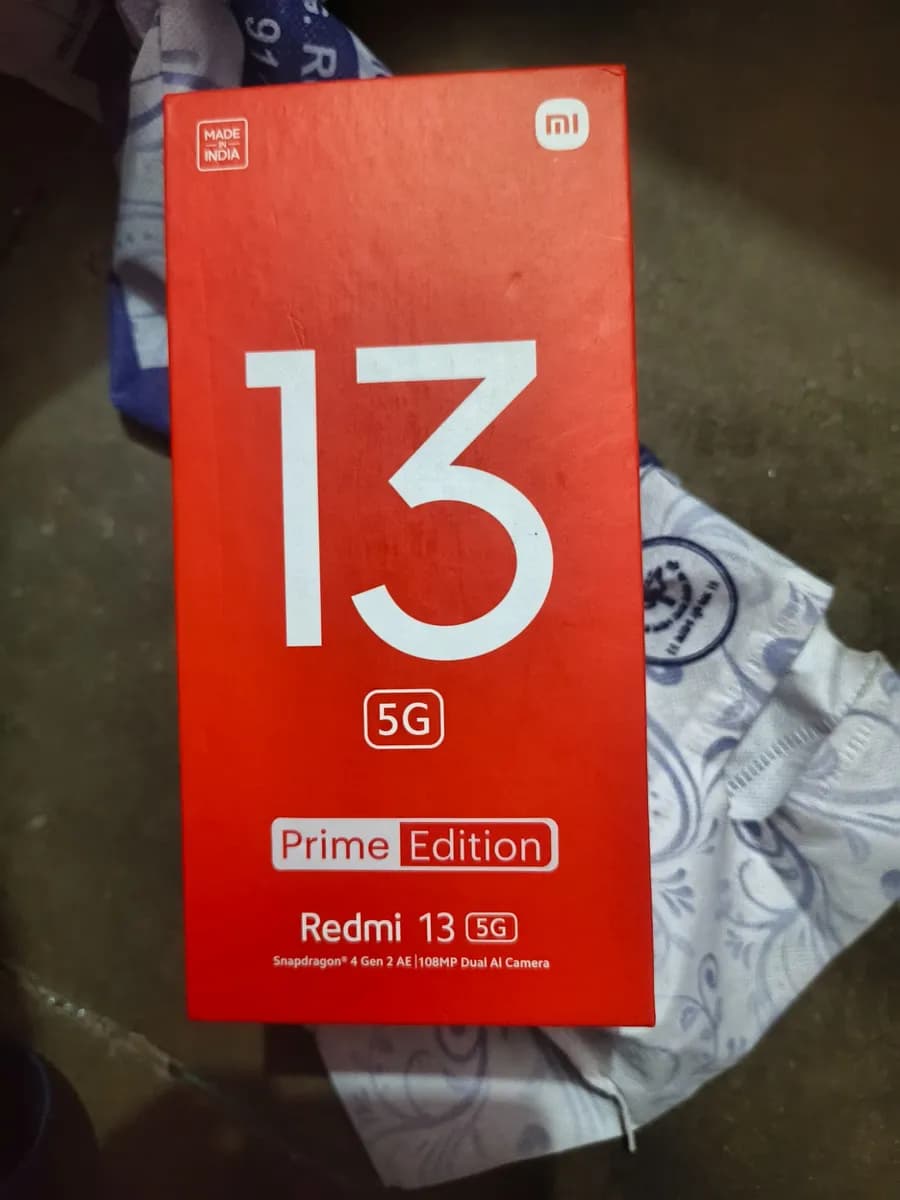 MADE
IN
INDIA
mi
13
5G
Prime Edition
Redmi 13 5G
Snapdragon® 4 Gen 2 AE|108MP Dual AI Camera
91
. R